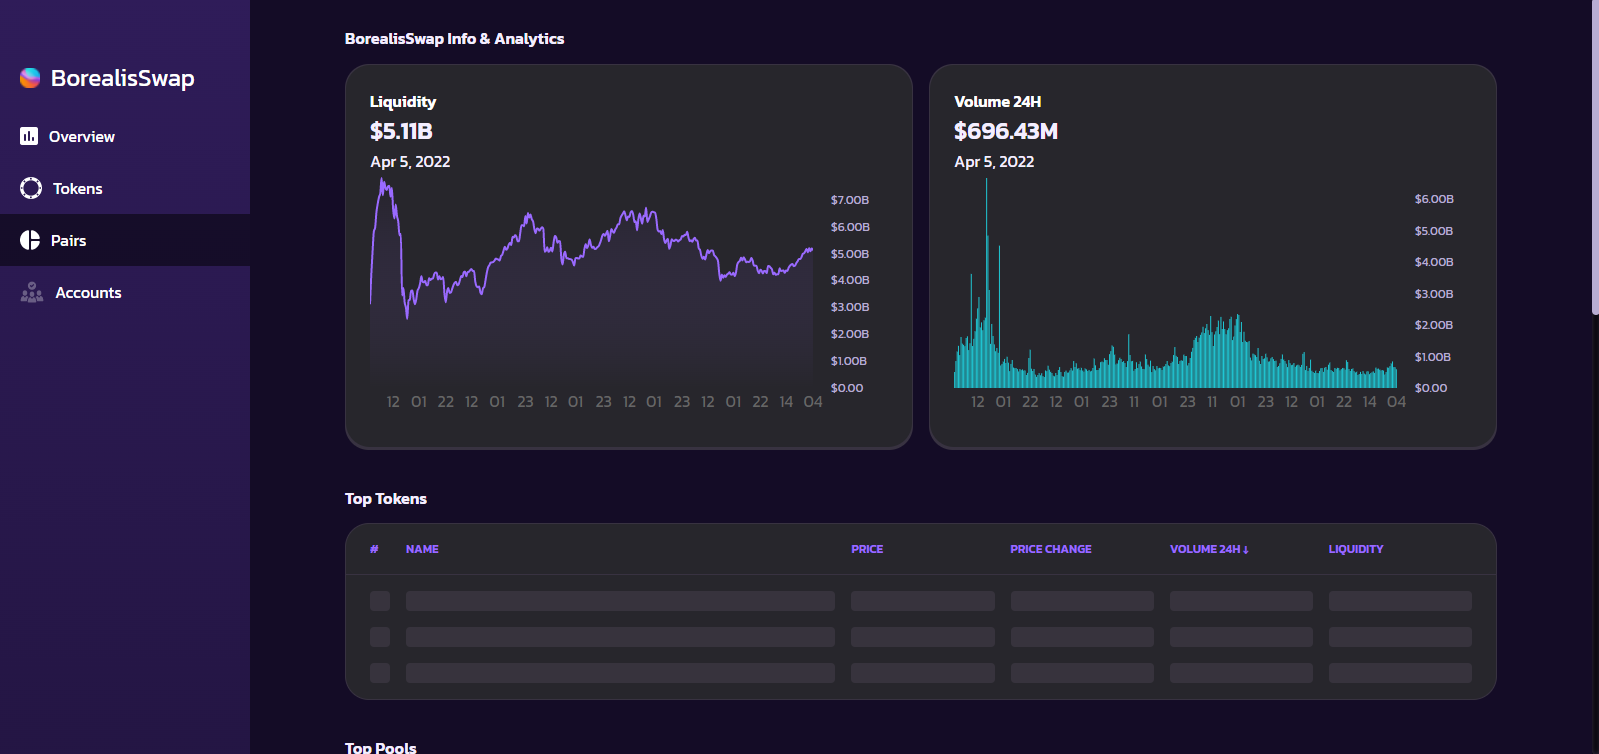 BorealisSwap
Overview
Tokens
Pairs
Accounts
BorealisSwap Info & Analytics
Liquidity
$5.11B
Apr 5, 2022
$7.00B
$6.00B
$5.00B
$4.00B
$3.00B
$2.00B
$1.00B
$0.00
12 01 22 12 01 23 12 01 23 12 01 23 12 01 22 14 04
Volume 24H
$696.43M
Apr 5, 2022
$6.00B
$5.00B
$4.00B
$3.00B
$2.00B
$1.00B
$0.00
12 01 22 12 01 23 11 01 23 11 01 23 12 01 22 14 04
Top Tokens
# NAME PRICE PRICE CHANGE VOLUME 24H ↓ LIQUIDITY
Top Pools